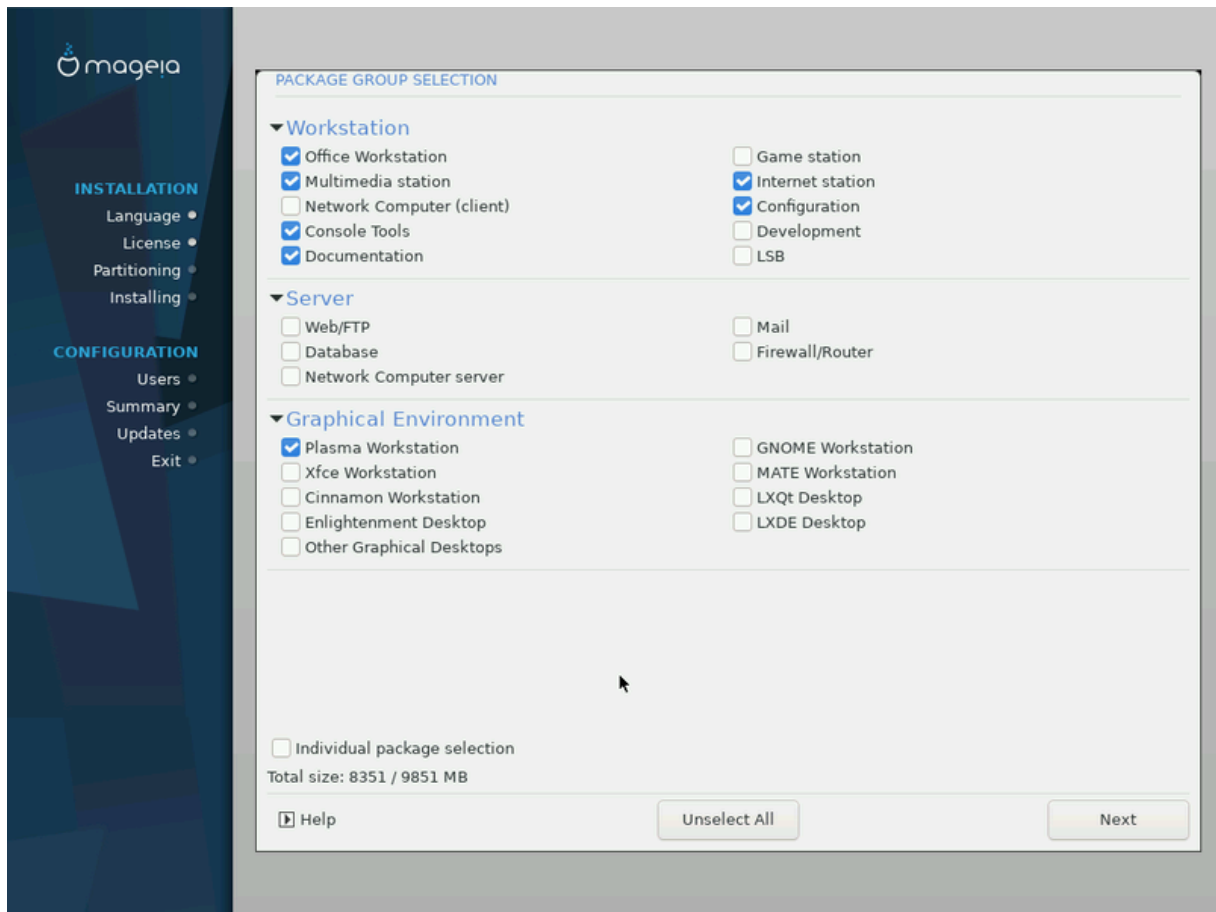 mageia
INSTALLATION
Language
License
Partitioning
Installing
CONFIGURATION
Users
Summary
Updates
Exit
PACKAGE GROUP SELECTION
Workstation
Office Workstation
Game station
Multimedia station
Internet station
Network Computer (client)
Configuration
Console Tools
Development
Documentation
LSB
Server
Web/FTP
Mail
Database
Firewall/Router
Network Computer server
Graphical Environment
Plasma Workstation
GNOME Workstation
Xfce Workstation
MATE Workstation
Cinnamon Workstation
LXQt Desktop
Enlightenment Desktop
LXDE Desktop
Other Graphical Desktops
Individual package selection
Total size: 8351 / 9851 MB
Help
Unselect All
Next